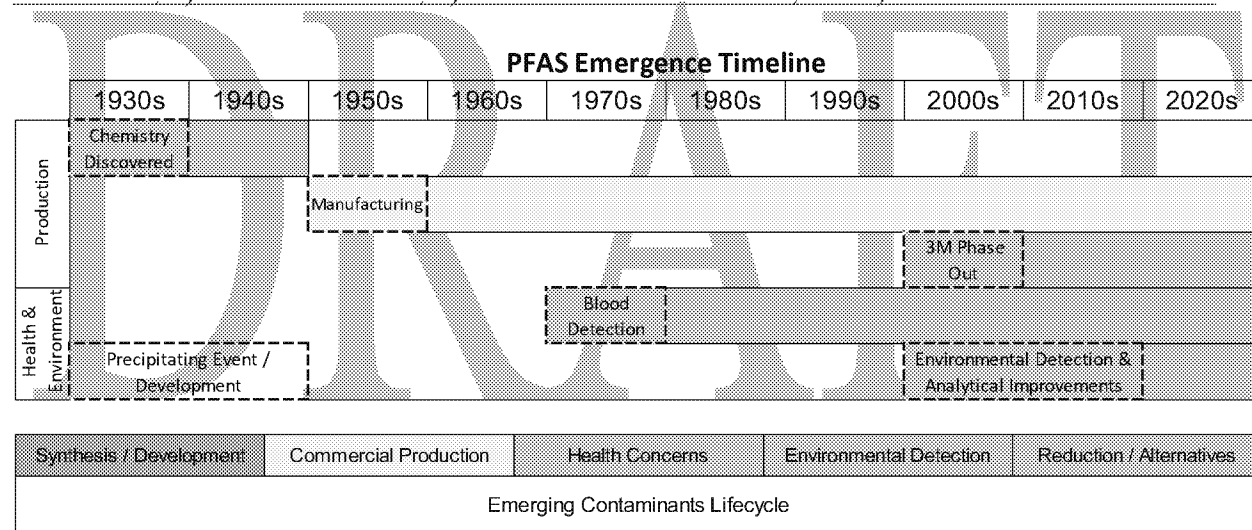 DRAFT
PFAS Emergence Timeline
1930s 1940s 1950s 1960s 1970s 1980s 1990s 2000s 2010s 2020s
Production
Chemistry
Discovered
Manufacturing
3M Phase
Out
Health &
Environment
Blood
Detection
Precipitating Event /
Development
Environmental Detection &
Analytical Improvements
Synthesis / Development Commercial Production Health Concerns Environmental Detection Reduction / Alternatives
Emerging Contaminants Lifecycle